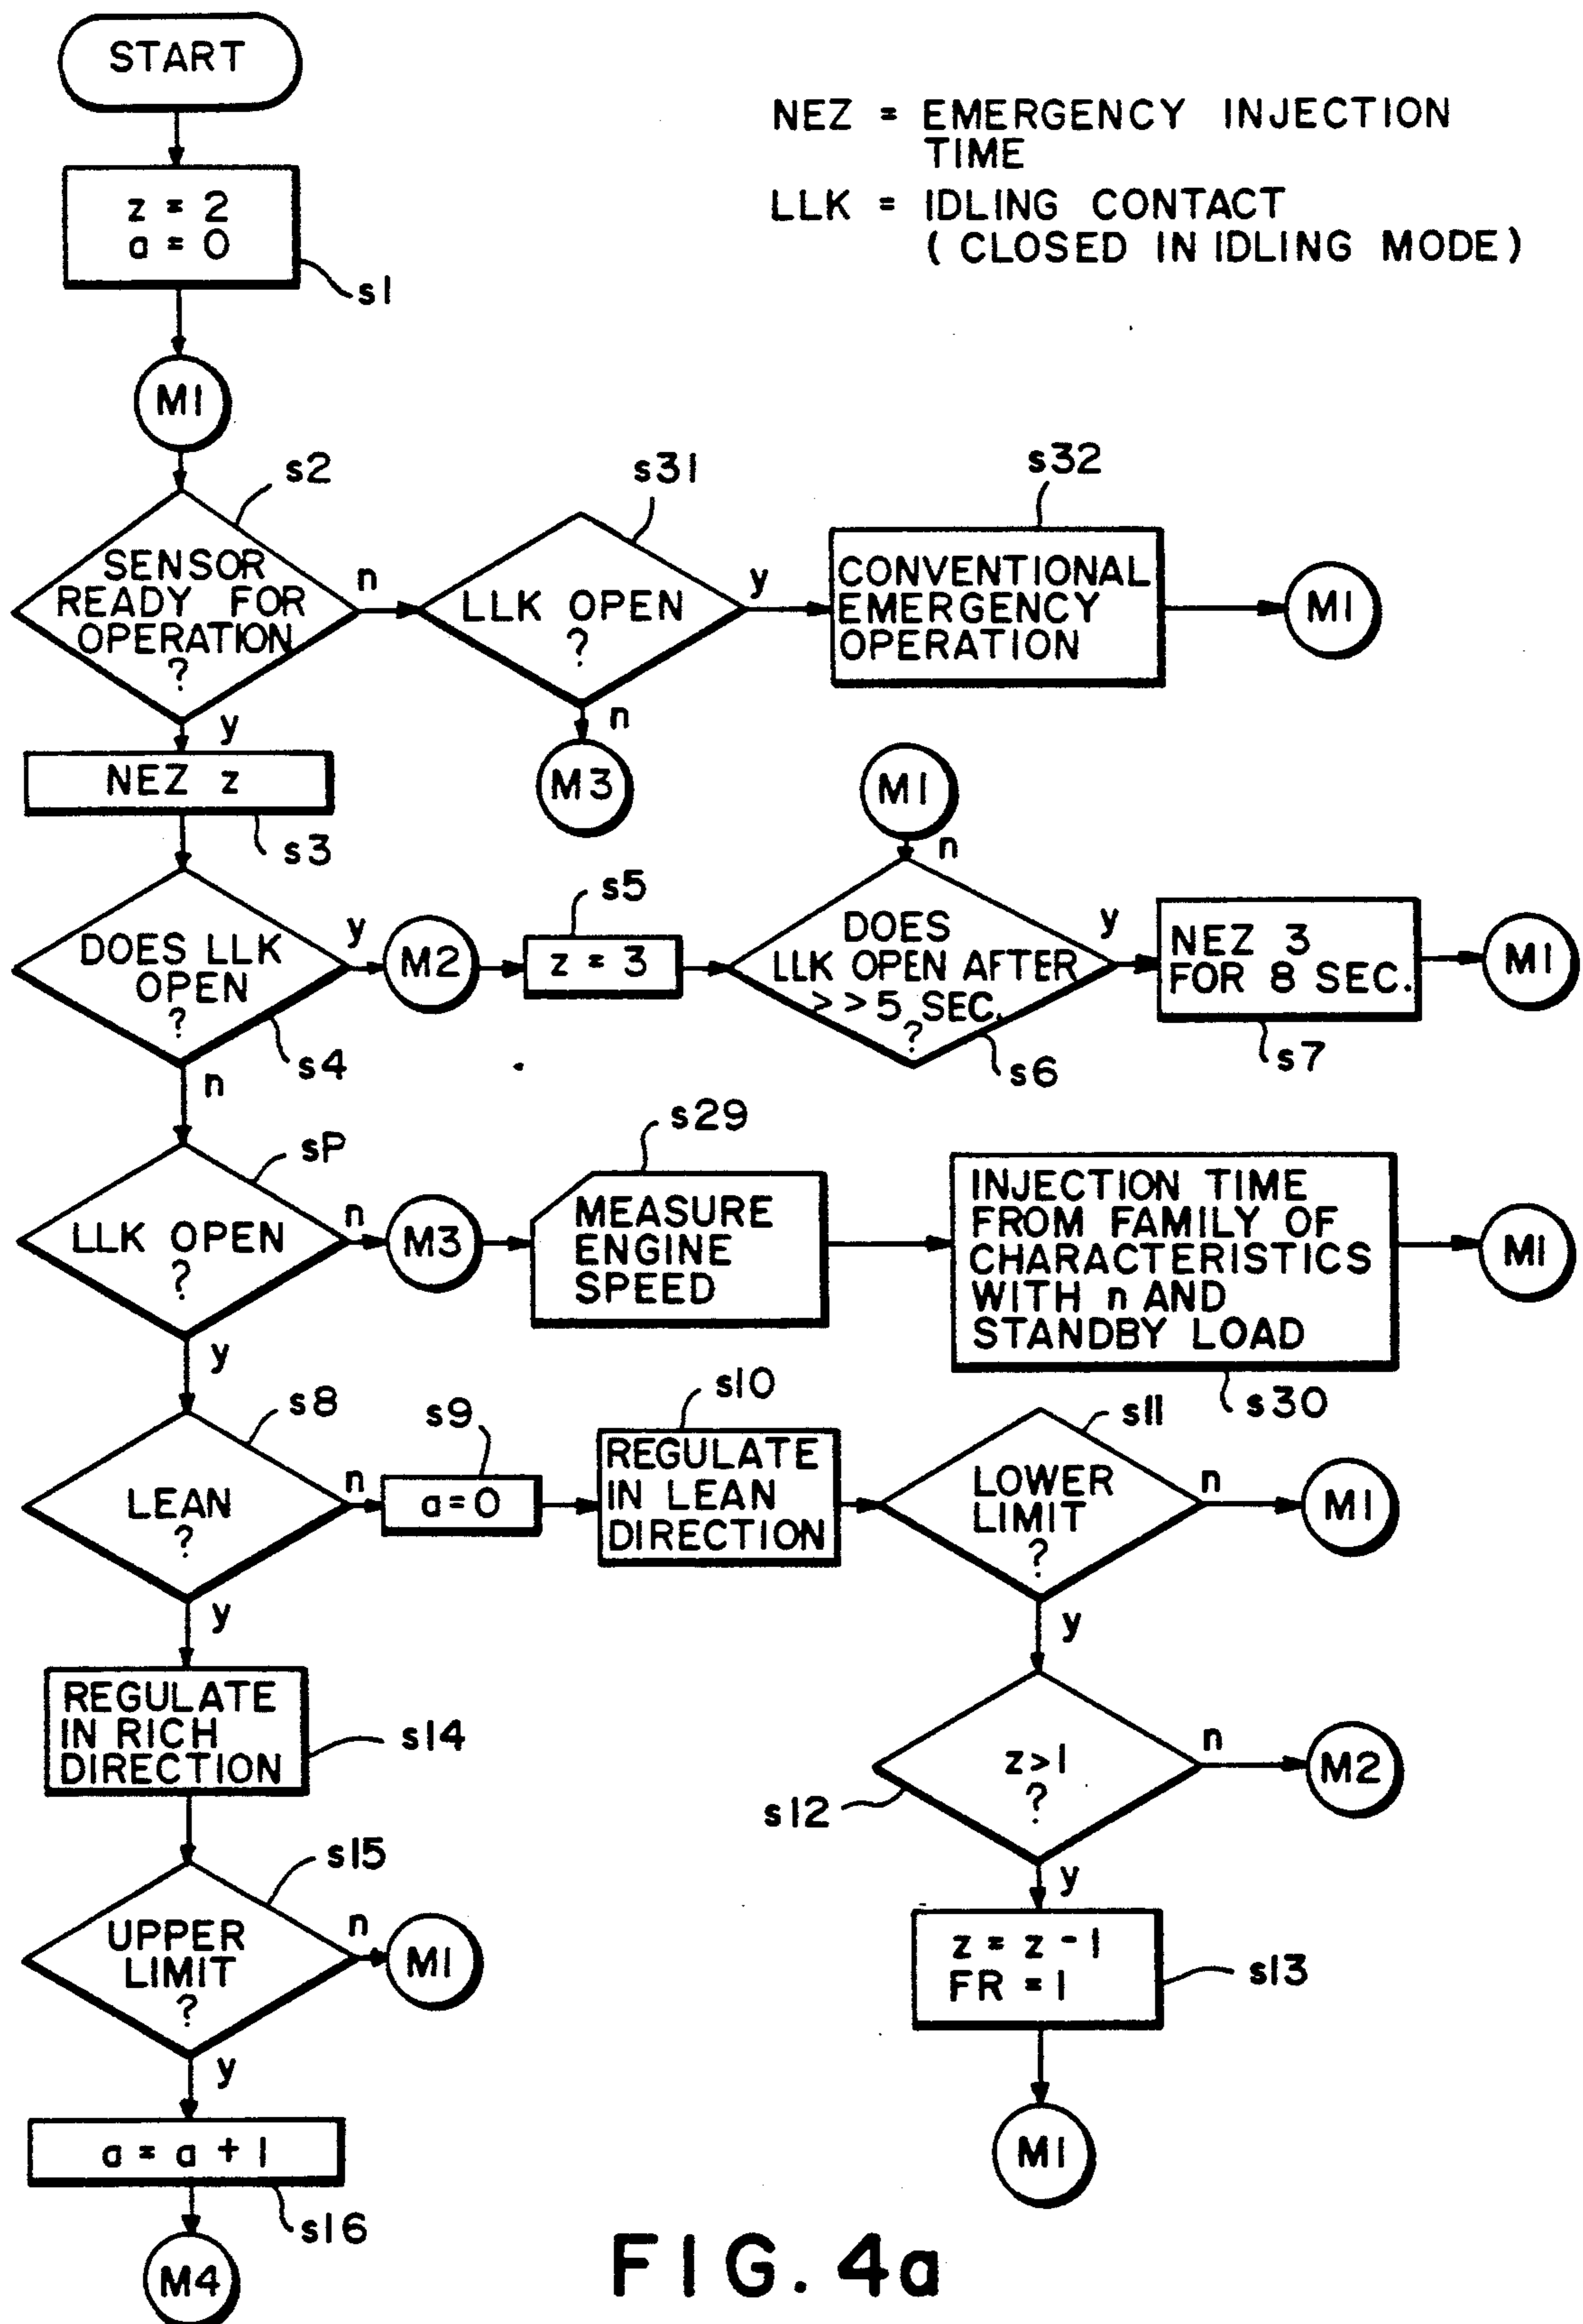 START
NEZ = EMERGENCY INJECTION
TIME
LLK = IDLING CONTACT
( CLOSED IN IDLING MODE )
z = 2
a = 0
s1
M1
s2
SENSOR
READY FOR
OPERATION
?
n
y
s31
LLK OPEN
?
y
n
s32
CONVENTIONAL
EMERGENCY
OPERATION
M1
M3
NEZ z
s3
DOES LLK
OPEN
?
y
n
s4
M2
s5
z = 3
M1
n
DOES
LLK OPEN AFTER
>>5 SEC.
?
y
s6
NEZ 3
FOR 8 SEC.
s7
M1
sP
LLK OPEN
?
n
y
M3
s29
MEASURE
ENGINE
SPEED
INJECTION TIME
FROM FAMILY OF
CHARACTERISTICS
WITH n AND
STANDBY LOAD
s30
M1
s8
LEAN
?
n
y
s9
a=0
s10
REGULATE
IN LEAN
DIRECTION
s11
LOWER
LIMIT
?
n
y
M1
REGULATE
IN RICH
DIRECTION
s14
z>1
?
s12
n
y
M2
s15
UPPER
LIMIT
?
n
y
M1
z = z-1
FR = 1
s13
M1
a = a + 1
s16
M4
FIG. 4a